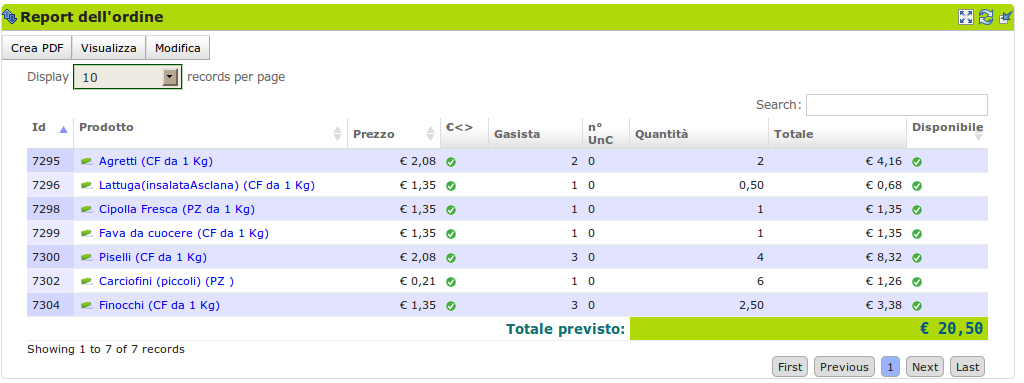 Report dell'ordine
Crea PDF Visualizza Modifica
Display 10 records per page
Search:
Id Prodotto Prezzo €<> Gasista n° UnC Quantità Totale Disponibile
7295 Agretti (CF da 1 Kg) € 2,08 2 0 2 € 4,16
7296 Lattuga(insalataAsclana) (CF da 1 Kg) € 1,35 1 0 0,50 € 0,68
7298 Cipolla Fresca (PZ da 1 Kg) € 1,35 1 0 1 € 1,35
7299 Fava da cuocere (CF da 1 Kg) € 1,35 1 0 1 € 1,35
7300 Piselli (CF da 1 Kg) € 2,08 3 0 4 € 8,32
7302 Carciofini (piccoli) (PZ ) € 0,21 1 0 6 € 1,26
7304 Finocchi (CF da 1 Kg) € 1,35 3 0 2,50 € 3,38
Totale previsto: € 20,50
Showing 1 to 7 of 7 records
First Previous 1 Next Last